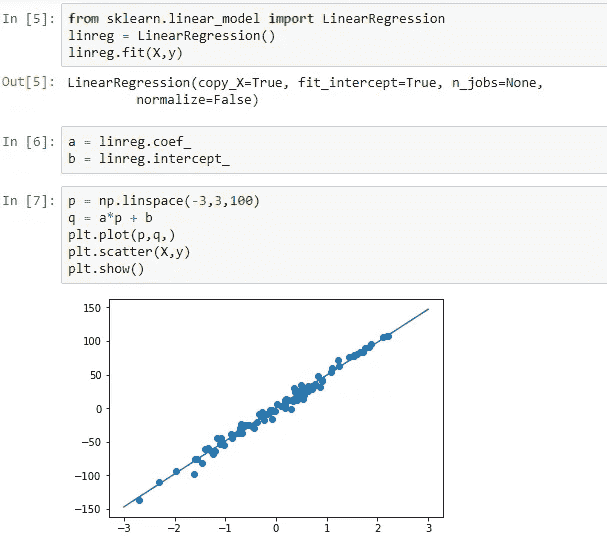 In [5]: from sklearn.linear_model import LinearRegression
linreg = LinearRegression()
linreg.fit(X,y)
Out[5]: LinearRegression(copy_X=True, fit_intercept=True, n_jobs=None,
normalize=False)
In [6]: a = linreg.coef_
b = linreg.intercept_
In [7]: p = np.linspace(-3,3,100)
q = a*p + b
plt.plot(p,q,)
plt.scatter(X,y)
plt.show()
150
100
50
0
−50
−100
−150
−3 −2 −1 0 1 2 3